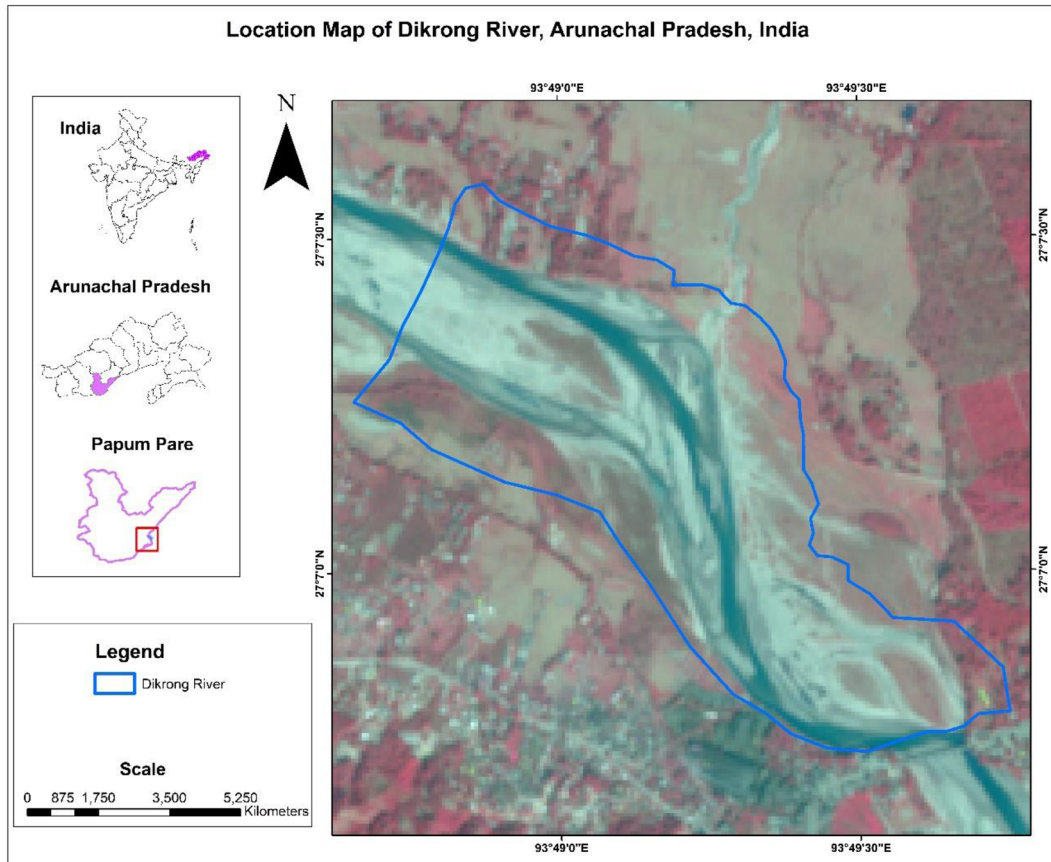 Location Map of Dikrong River, Arunachal Pradesh, India
93°49'0"E 93°49'30"E
N
India
27°7'30"N 27°7'30"N
Arunachal Pradesh
Papum Pare
27°7'0"N 27°7'0"N
Legend
Dikrong River
Scale
0 875 1,750 3,500 5,250
Kilometers
93°49'0"E 93°49'30"E